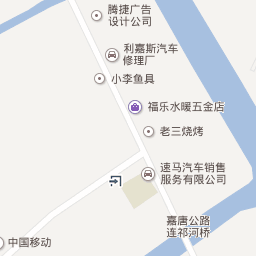 腾捷广告
设计公司
利嘉斯汽车
修理厂
小李鱼具
福乐水暖五金店
老三烧烤
速马汽车销售
服务有限公司
嘉唐公路
连祁河桥
中国移动